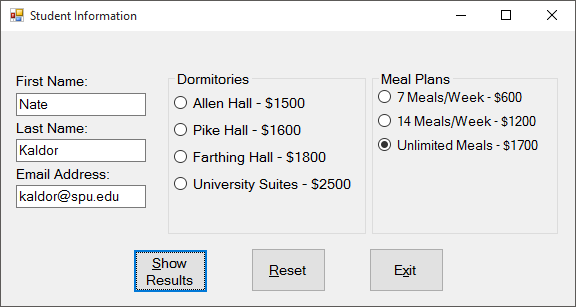 Student Information
First Name:
Nate
Last Name:
Kaldor
Email Address:
kaldor@spu.edu
Dormitories
Allen Hall - $1500
Pike Hall - $1600
Farthing Hall - $1800
University Suites - $2500
Meal Plans
7 Meals/Week - $600
14 Meals/Week - $1200
Unlimited Meals - $1700
Show
Results
Reset
Exit